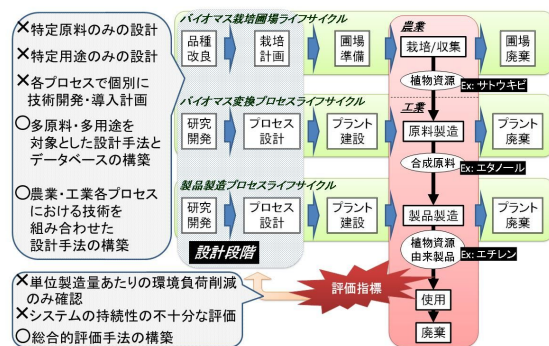 ×特定原料のみの設計
×特定用途のみの設計
×各プロセスで個別に
技術開発・導入計画
○多原料・多用途を
対象とした設計手法と
データベースの構築
○農業・工業各プロセス
における技術を
組み合わせた
設計手法の構築
バイオマス栽培圃場ライフサイクル
品種
改良
栽培
計画
圃場
準備
農業
栽培/収集
圃場
廃棄
植物資源
Ex: サトウキビ
バイオマス変換プロセスライフサイクル
研究
開発
プロセス
設計
プラント
建設
工業
原料製造
プラント
廃棄
合成原料
Ex: エタノール
製品製造プロセスライフサイクル
研究
開発
プロセス
設計
プラント
建設
製品製造
プラント
廃棄
設計段階
植物資源
由来製品
Ex: エチレン
評価指標
使用
廃棄
×単位製造量あたりの環境負荷削減
のみ確認
×システムの持続性の不十分な評価
○総合的評価手法の構築